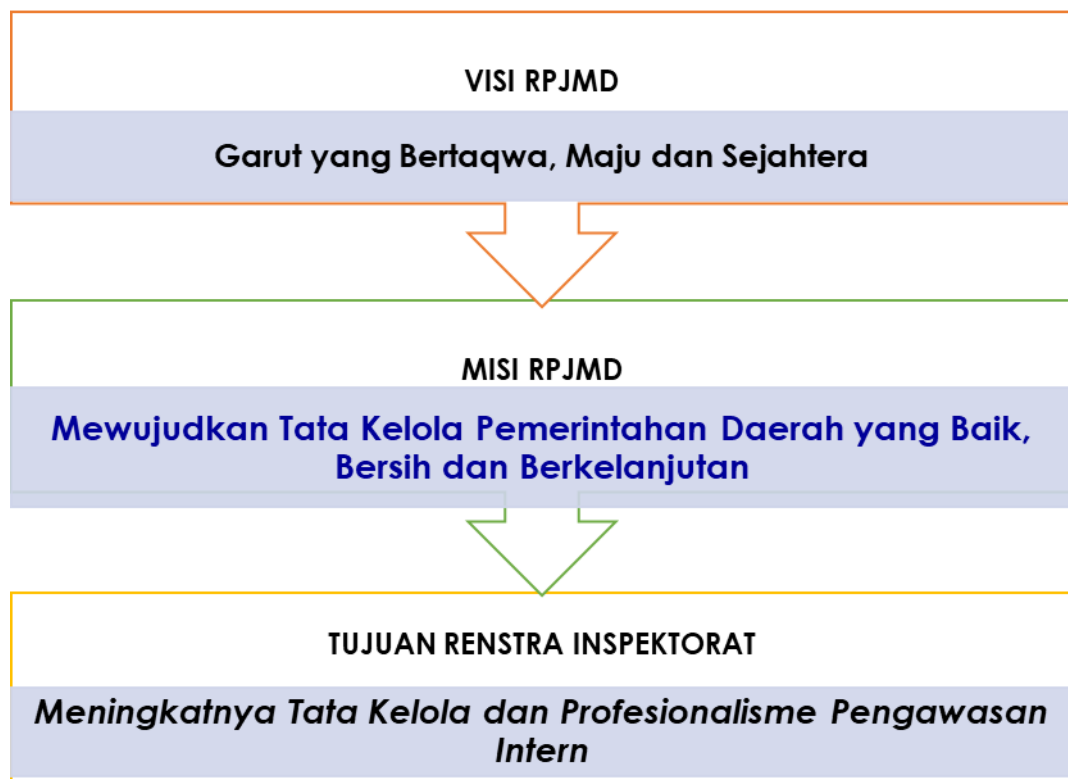 VISI RPJMD
Garut yang Bertaqwa, Maju dan Sejahtera
MISI RPJMD
Mewujudkan Tata Kelola Pemerintahan Daerah yang Baik,
Bersih dan Berkelanjutan
TUJUAN RENSTRA INSPEKTORAT
Meningkatnya Tata Kelola dan Profesionalisme Pengawasan
Intern